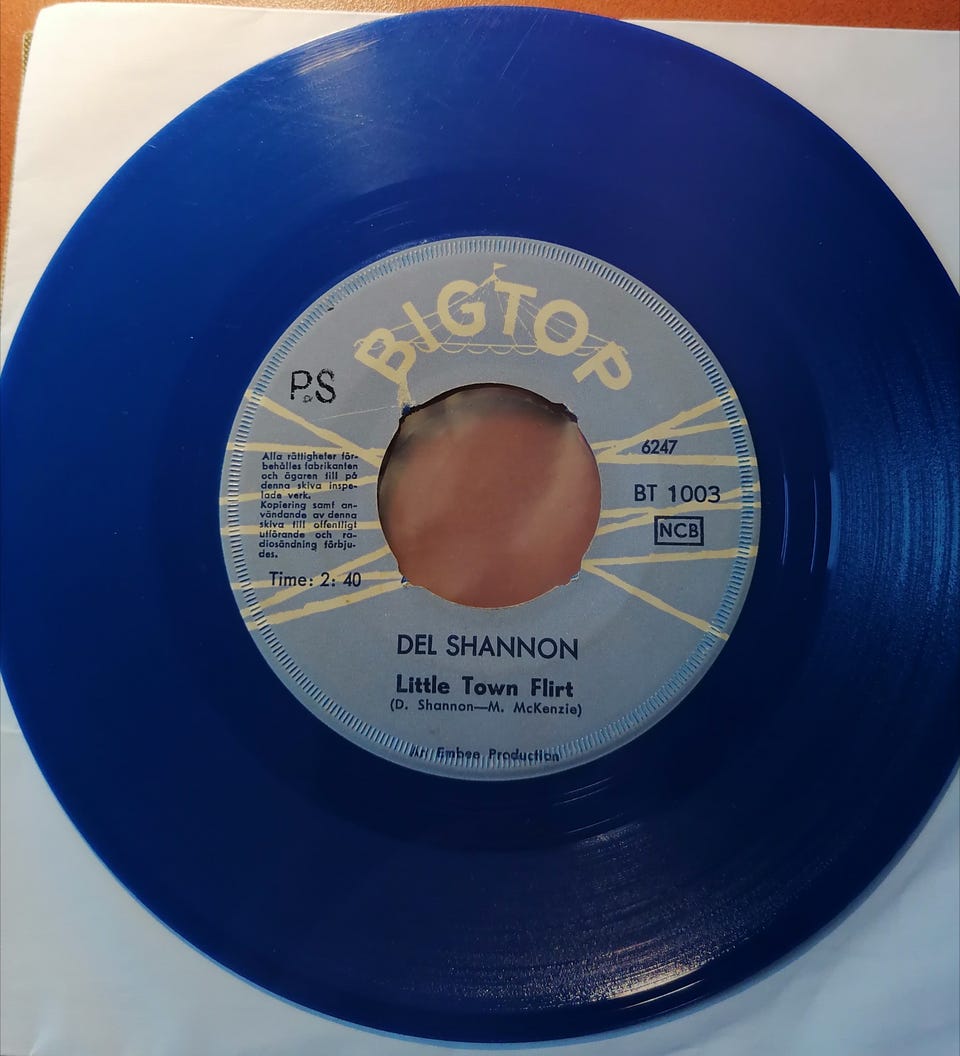 BIGTOP
PS
Alla rättigheter för-
behålles fabrikanten
och ägaren till på
denna skiva inspe-
lade verk.
Kopiering samt an-
vändande av denna
skiva till offentligt
utförande och ra-
diosändning förbju-
des.
Time: 2: 40
6247
BT 1003
NCB
DEL SHANNON
Little Town Flirt
(D. Shannon—M. McKenzie)
An Embee Production